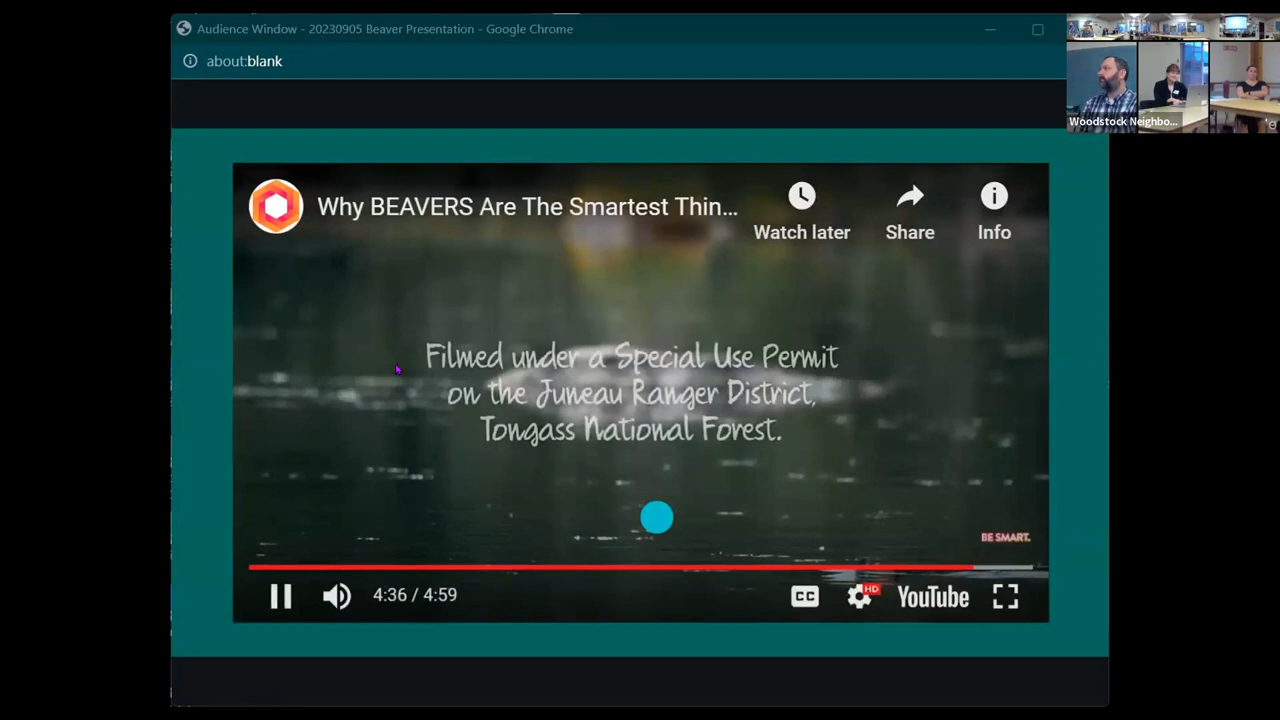 Audience Window - 20230905 Beaver Presentation - Google Chrome
about:blank
Woodstock Neighbo...
Why BEAVERS Are The Smartest Thin...
Watch later
Share
Info
Filmed under a Special Use Permit
on the Juneau Ranger District,
Tongass National Forest.
BE SMART.
4:36 / 4:59
CC
HD
YouTube